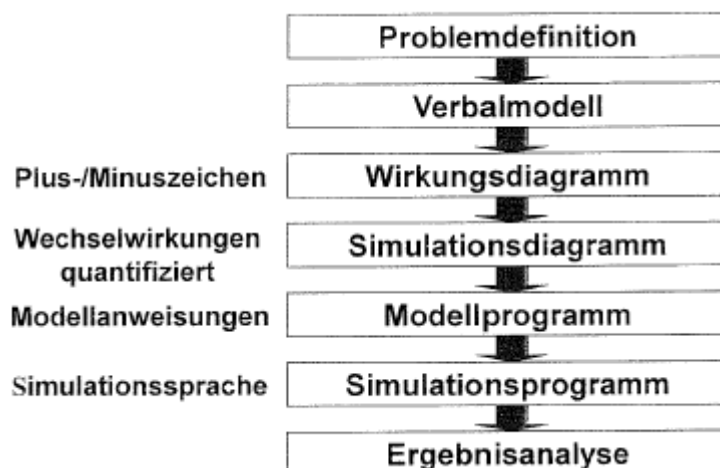 Problemdefinition
Verbalmodell
Plus-/Minuszeichen
Wirkungsdiagramm
Wechselwirkungen
quantifiziert
Simulationsdiagramm
Modellanweisungen
Modellprogramm
Simulationssprache
Simulationsprogramm
Ergebnisanalyse